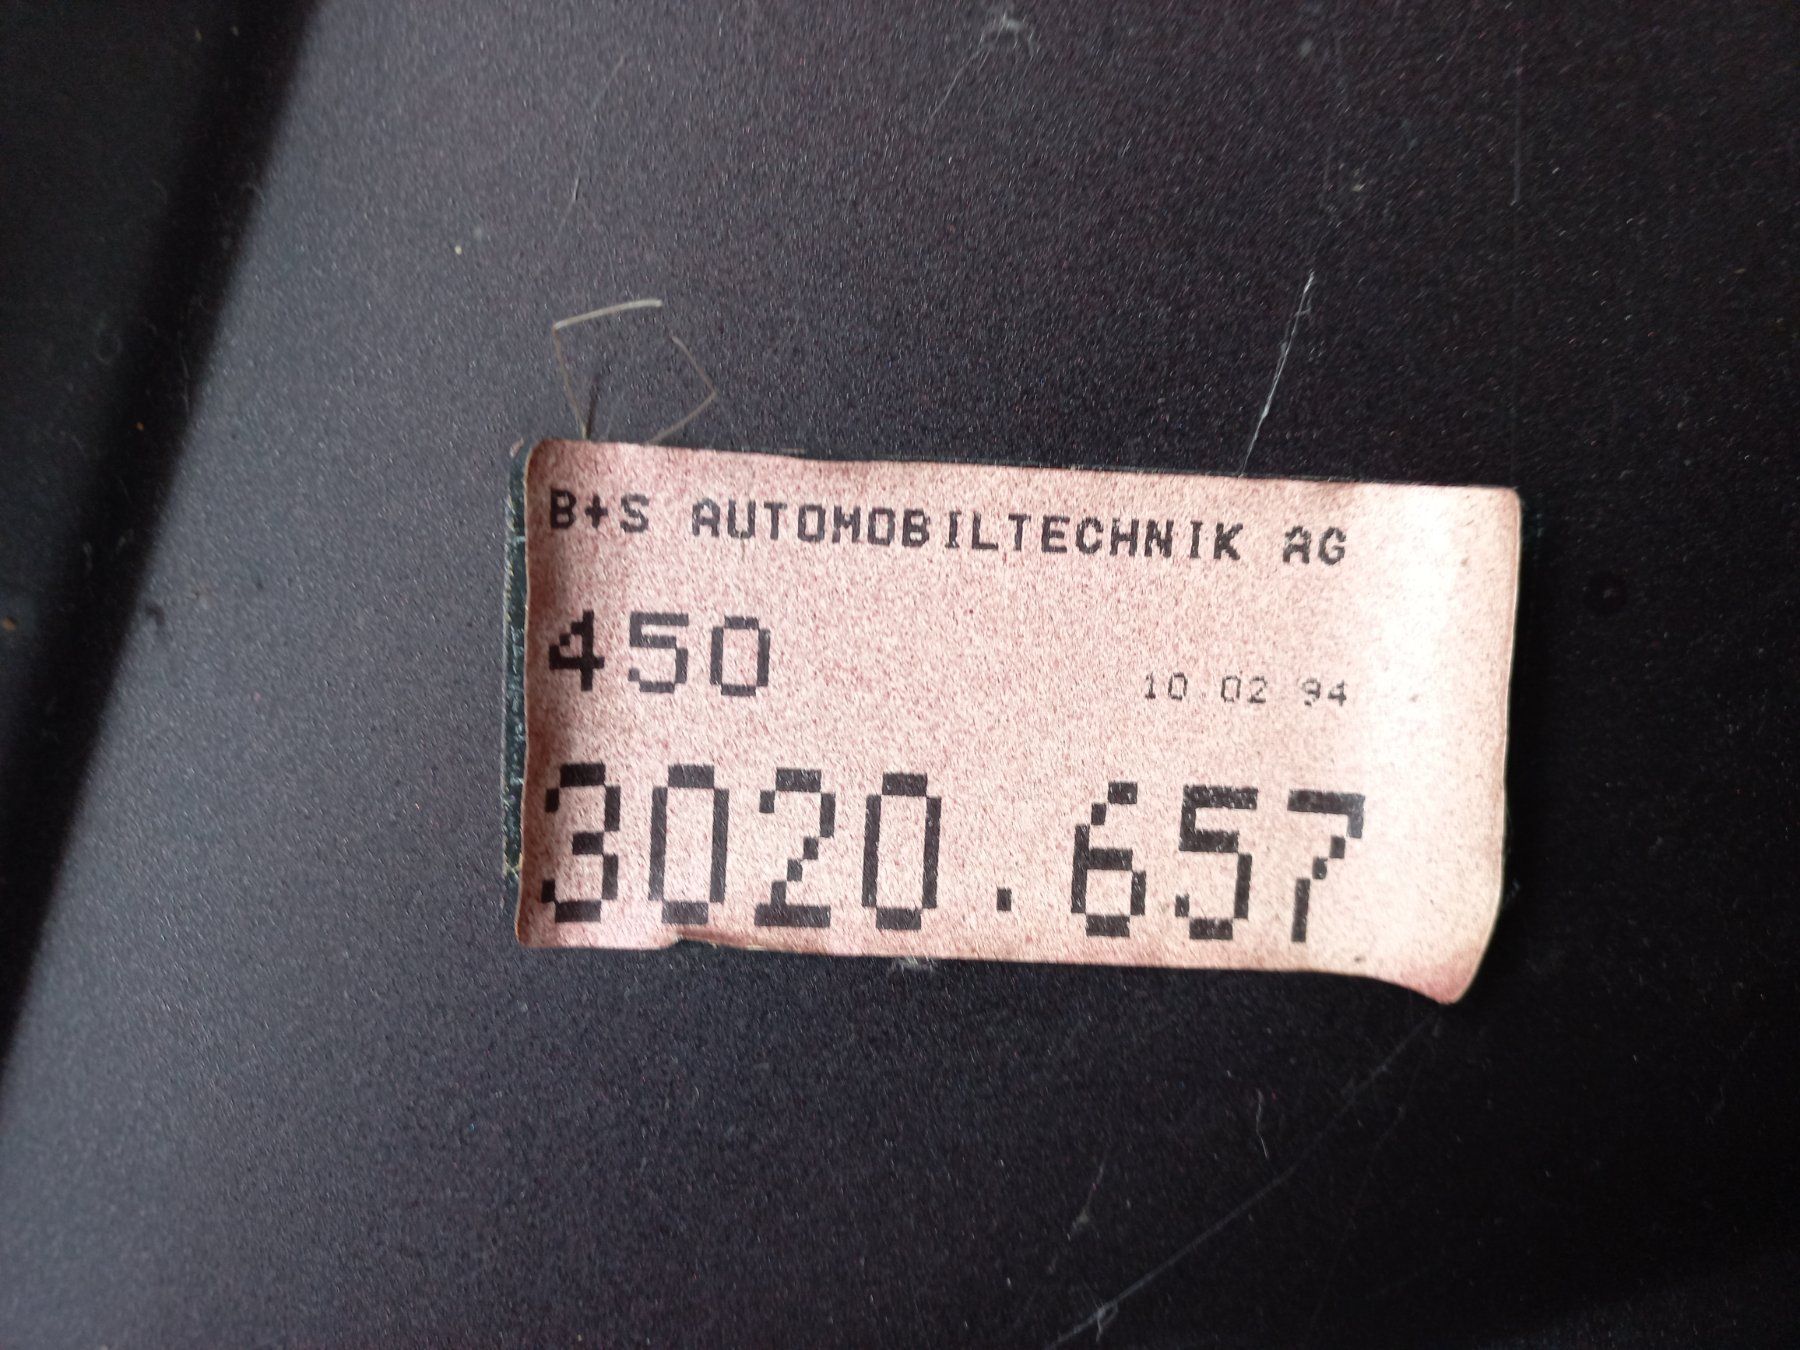 B+S AUTOMOBILTECHNIK AG
450 10.02.94
3020.657